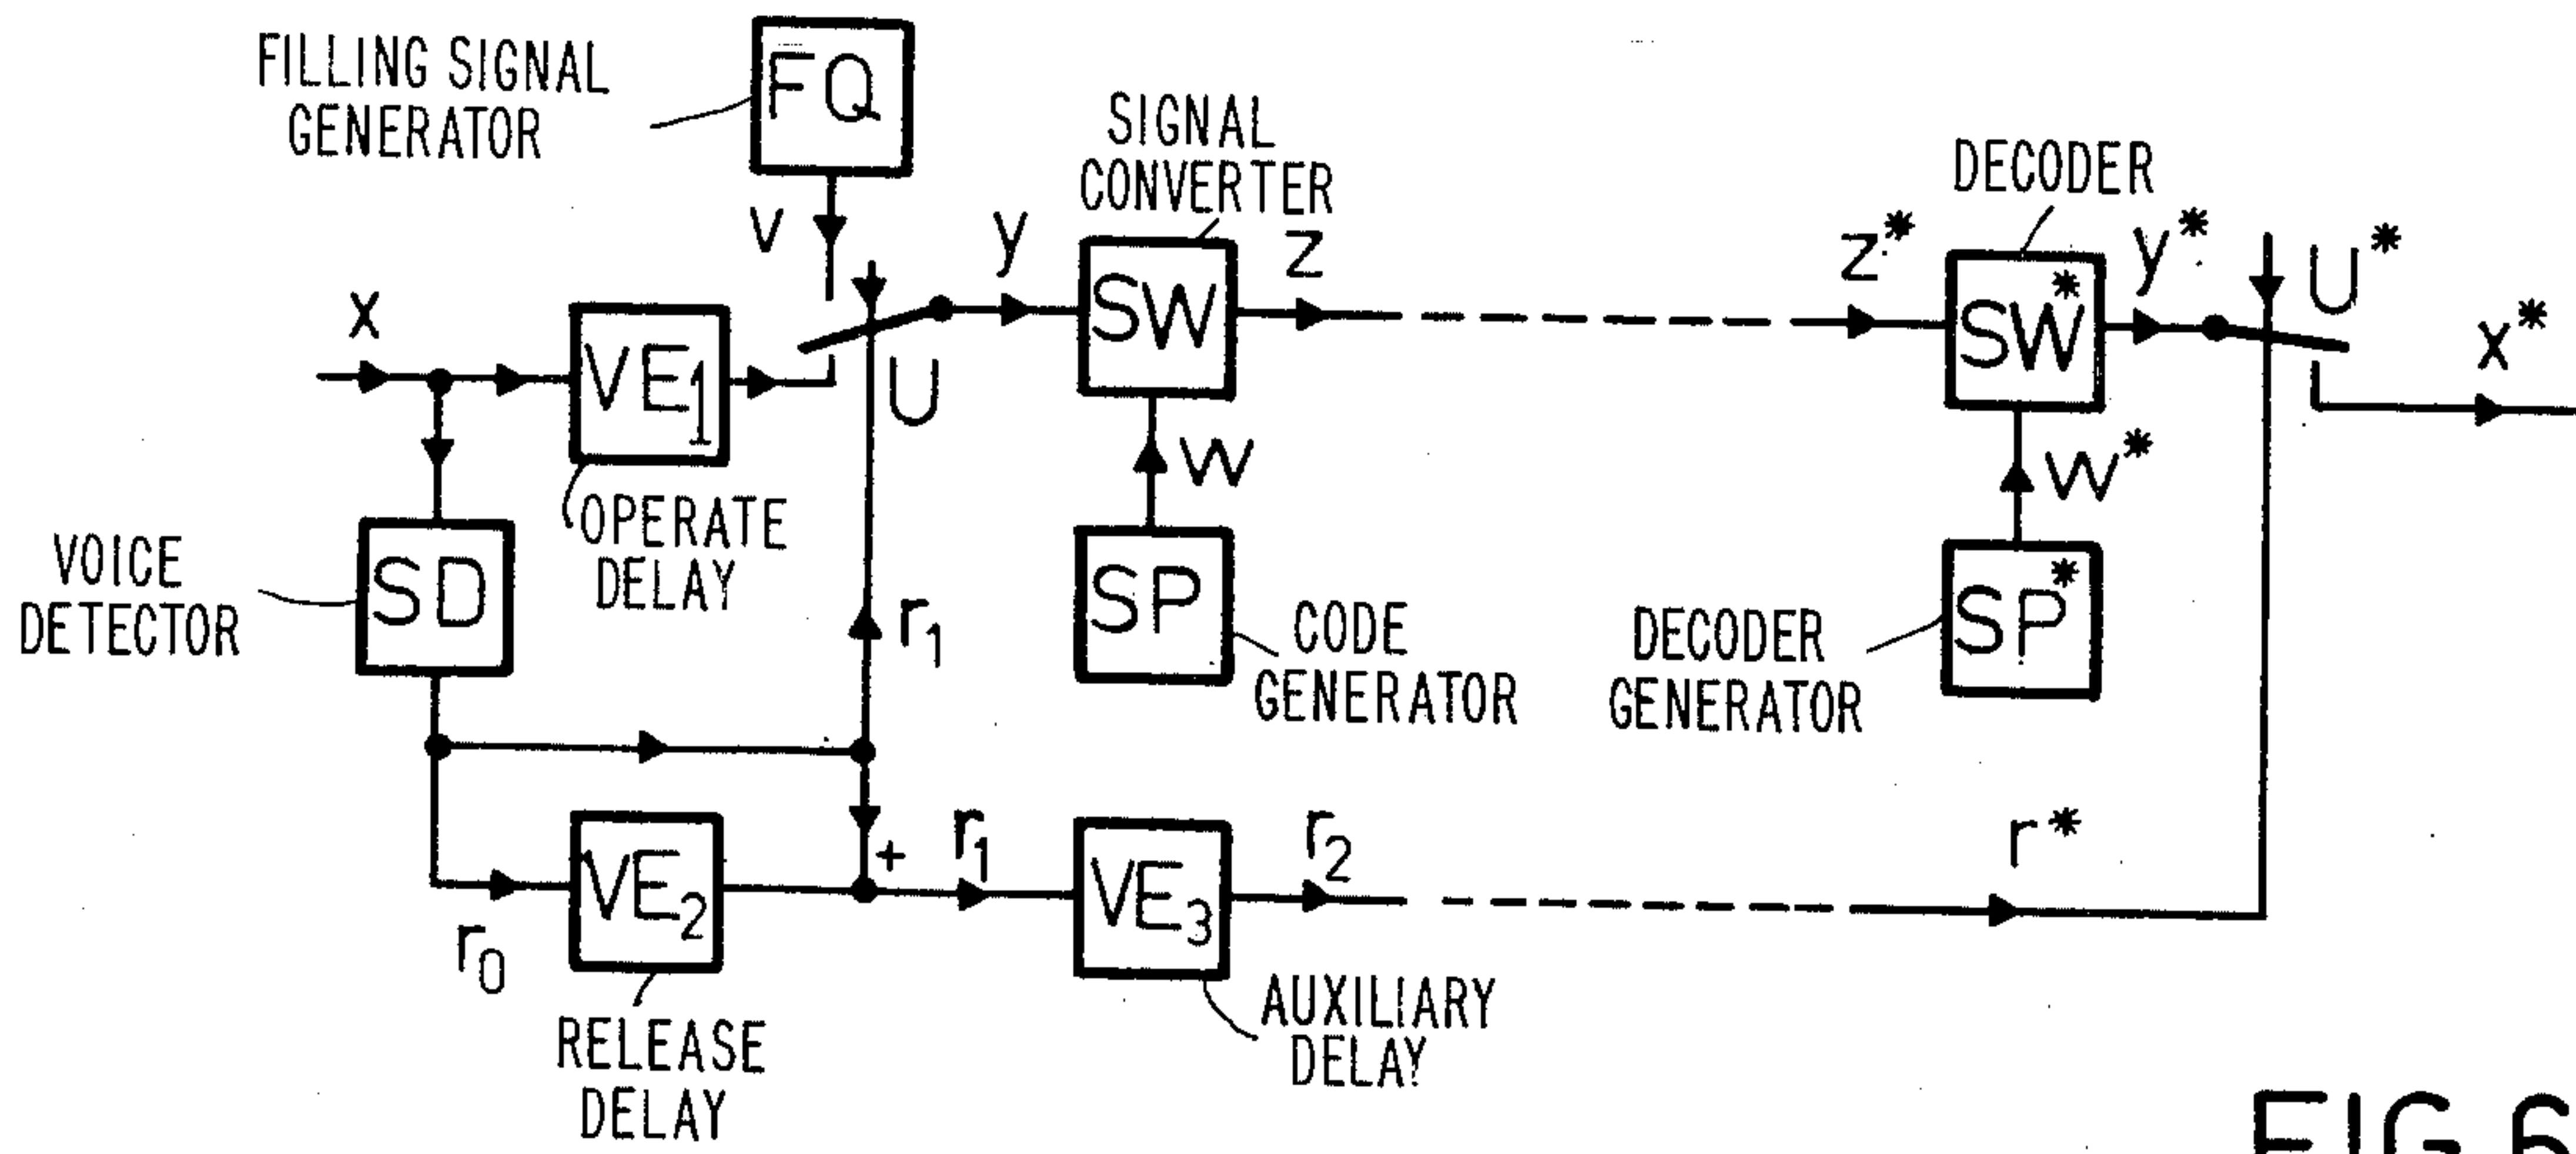 FILLING SIGNAL
GENERATOR
FQ
V
SIGNAL
CONVERTER
DECODER
x
VE1
U
y
SW
z
z*
SW*
y*
U*
x*
OPERATE
DELAY
w
w*
VOICE
DETECTOR
SD
r1
SP
CODE
GENERATOR
DECODER
GENERATOR
SP*
r0
VE2
+
r1
VE3
r2
r*
RELEASE
DELAY
AUXILIARY
DELAY
FIG. 6